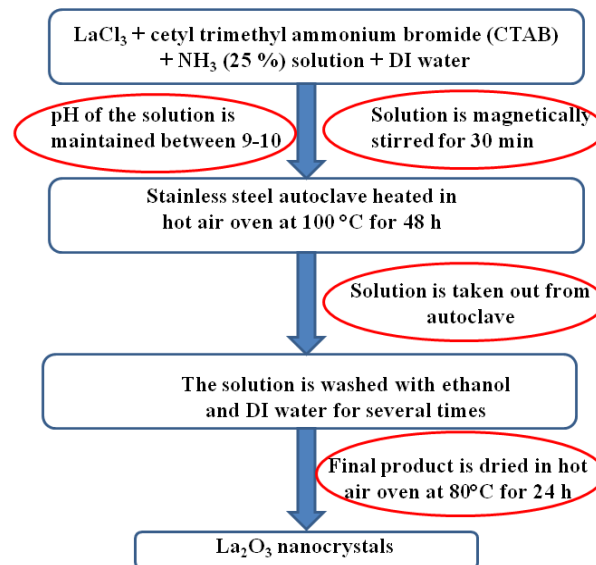 LaCl₃ + cetyl trimethyl ammonium bromide (CTAB)
+ NH₃ (25 %) solution + DI water
pH of the solution is
maintained between 9-10
Solution is magnetically
stirred for 30 min
Stainless steel autoclave heated in
hot air oven at 100 °C for 48 h
Solution is taken out from
autoclave
The solution is washed with ethanol
and DI water for several times
Final product is dried in hot
air oven at 80°C for 24 h
La₂O₃ nanocrystals